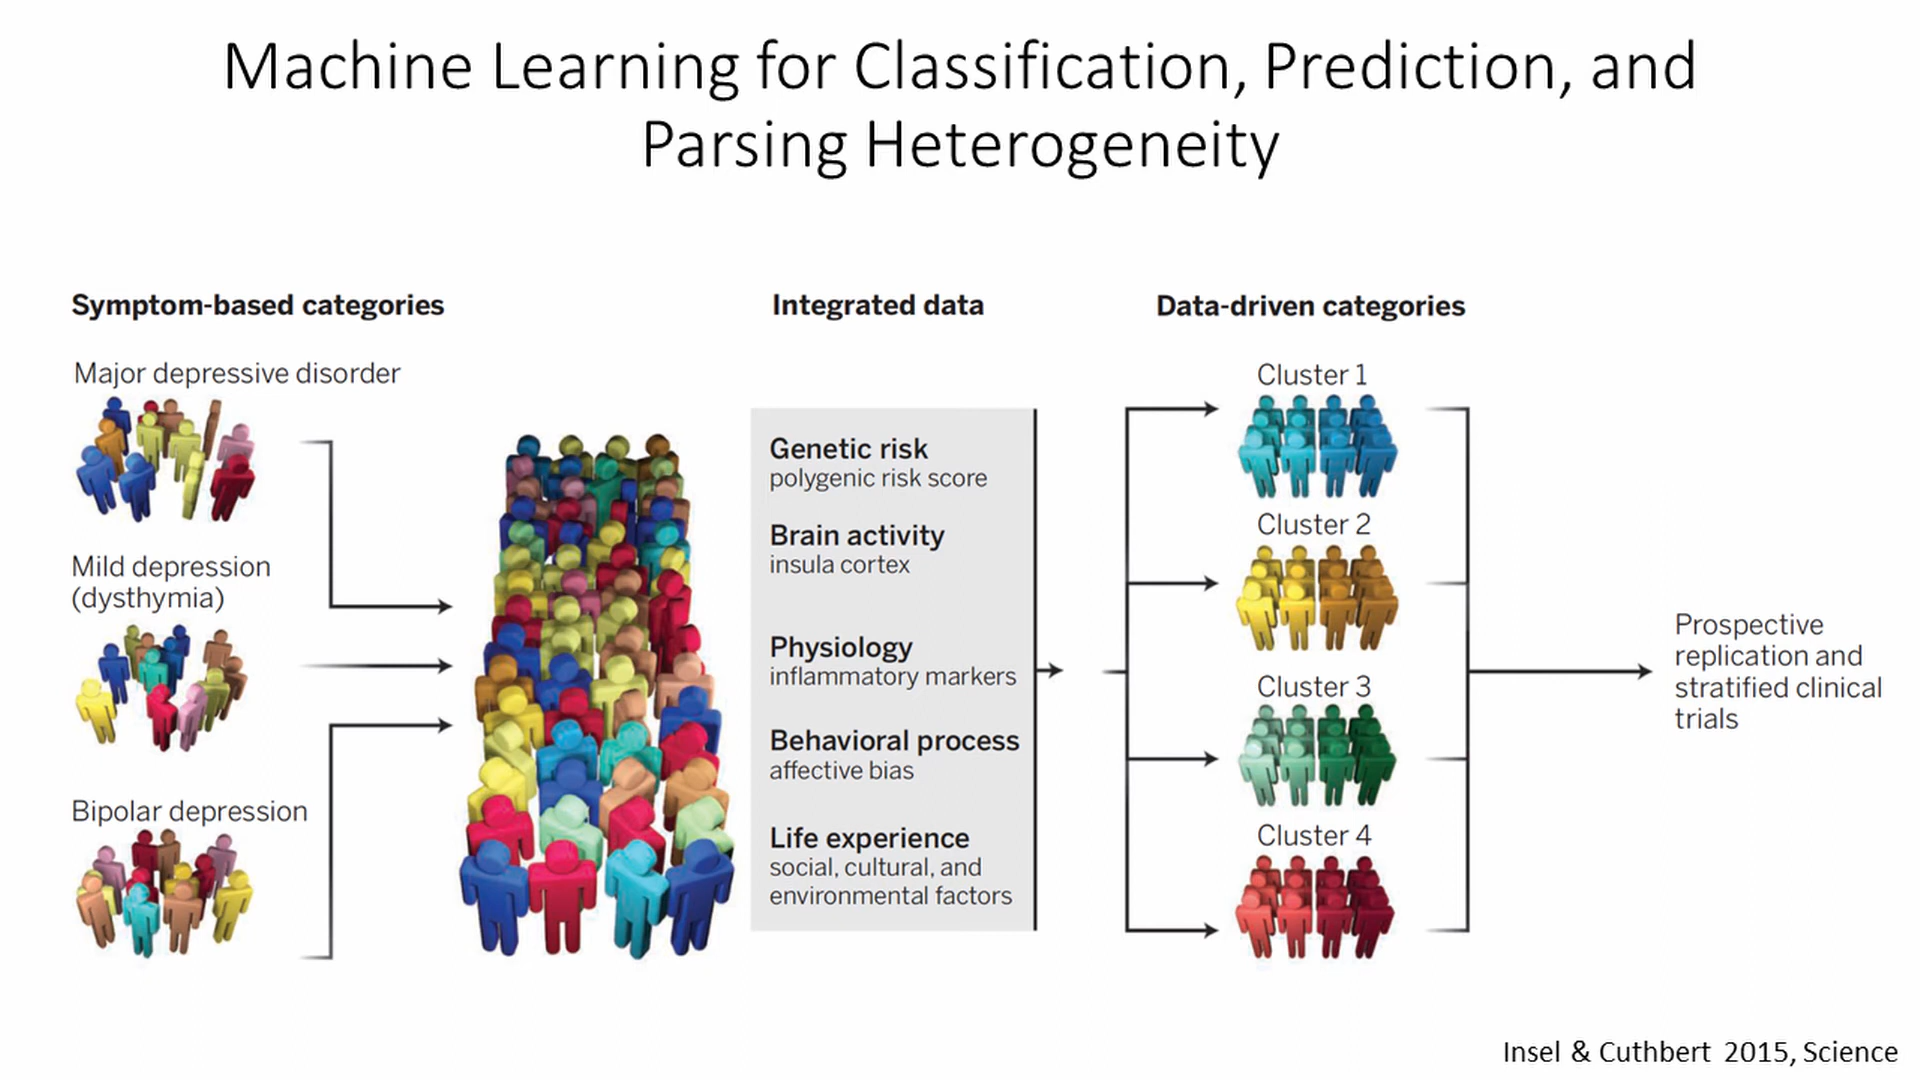 Machine Learning for Classification, Prediction, and
Parsing Heterogeneity
Symptom-based categories
Major depressive disorder
Mild depression
(dysthymia)
Bipolar depression
Integrated data
Genetic risk
polygenic risk score
Brain activity
insula cortex
Physiology
inflammatory markers
Behavioral process
affective bias
Life experience
social, cultural, and
environmental factors
Data-driven categories
Cluster 1
Cluster 2
Cluster 3
Cluster 4
Prospective
replication and
stratified clinical
trials
Insel & Cuthbert 2015, Science